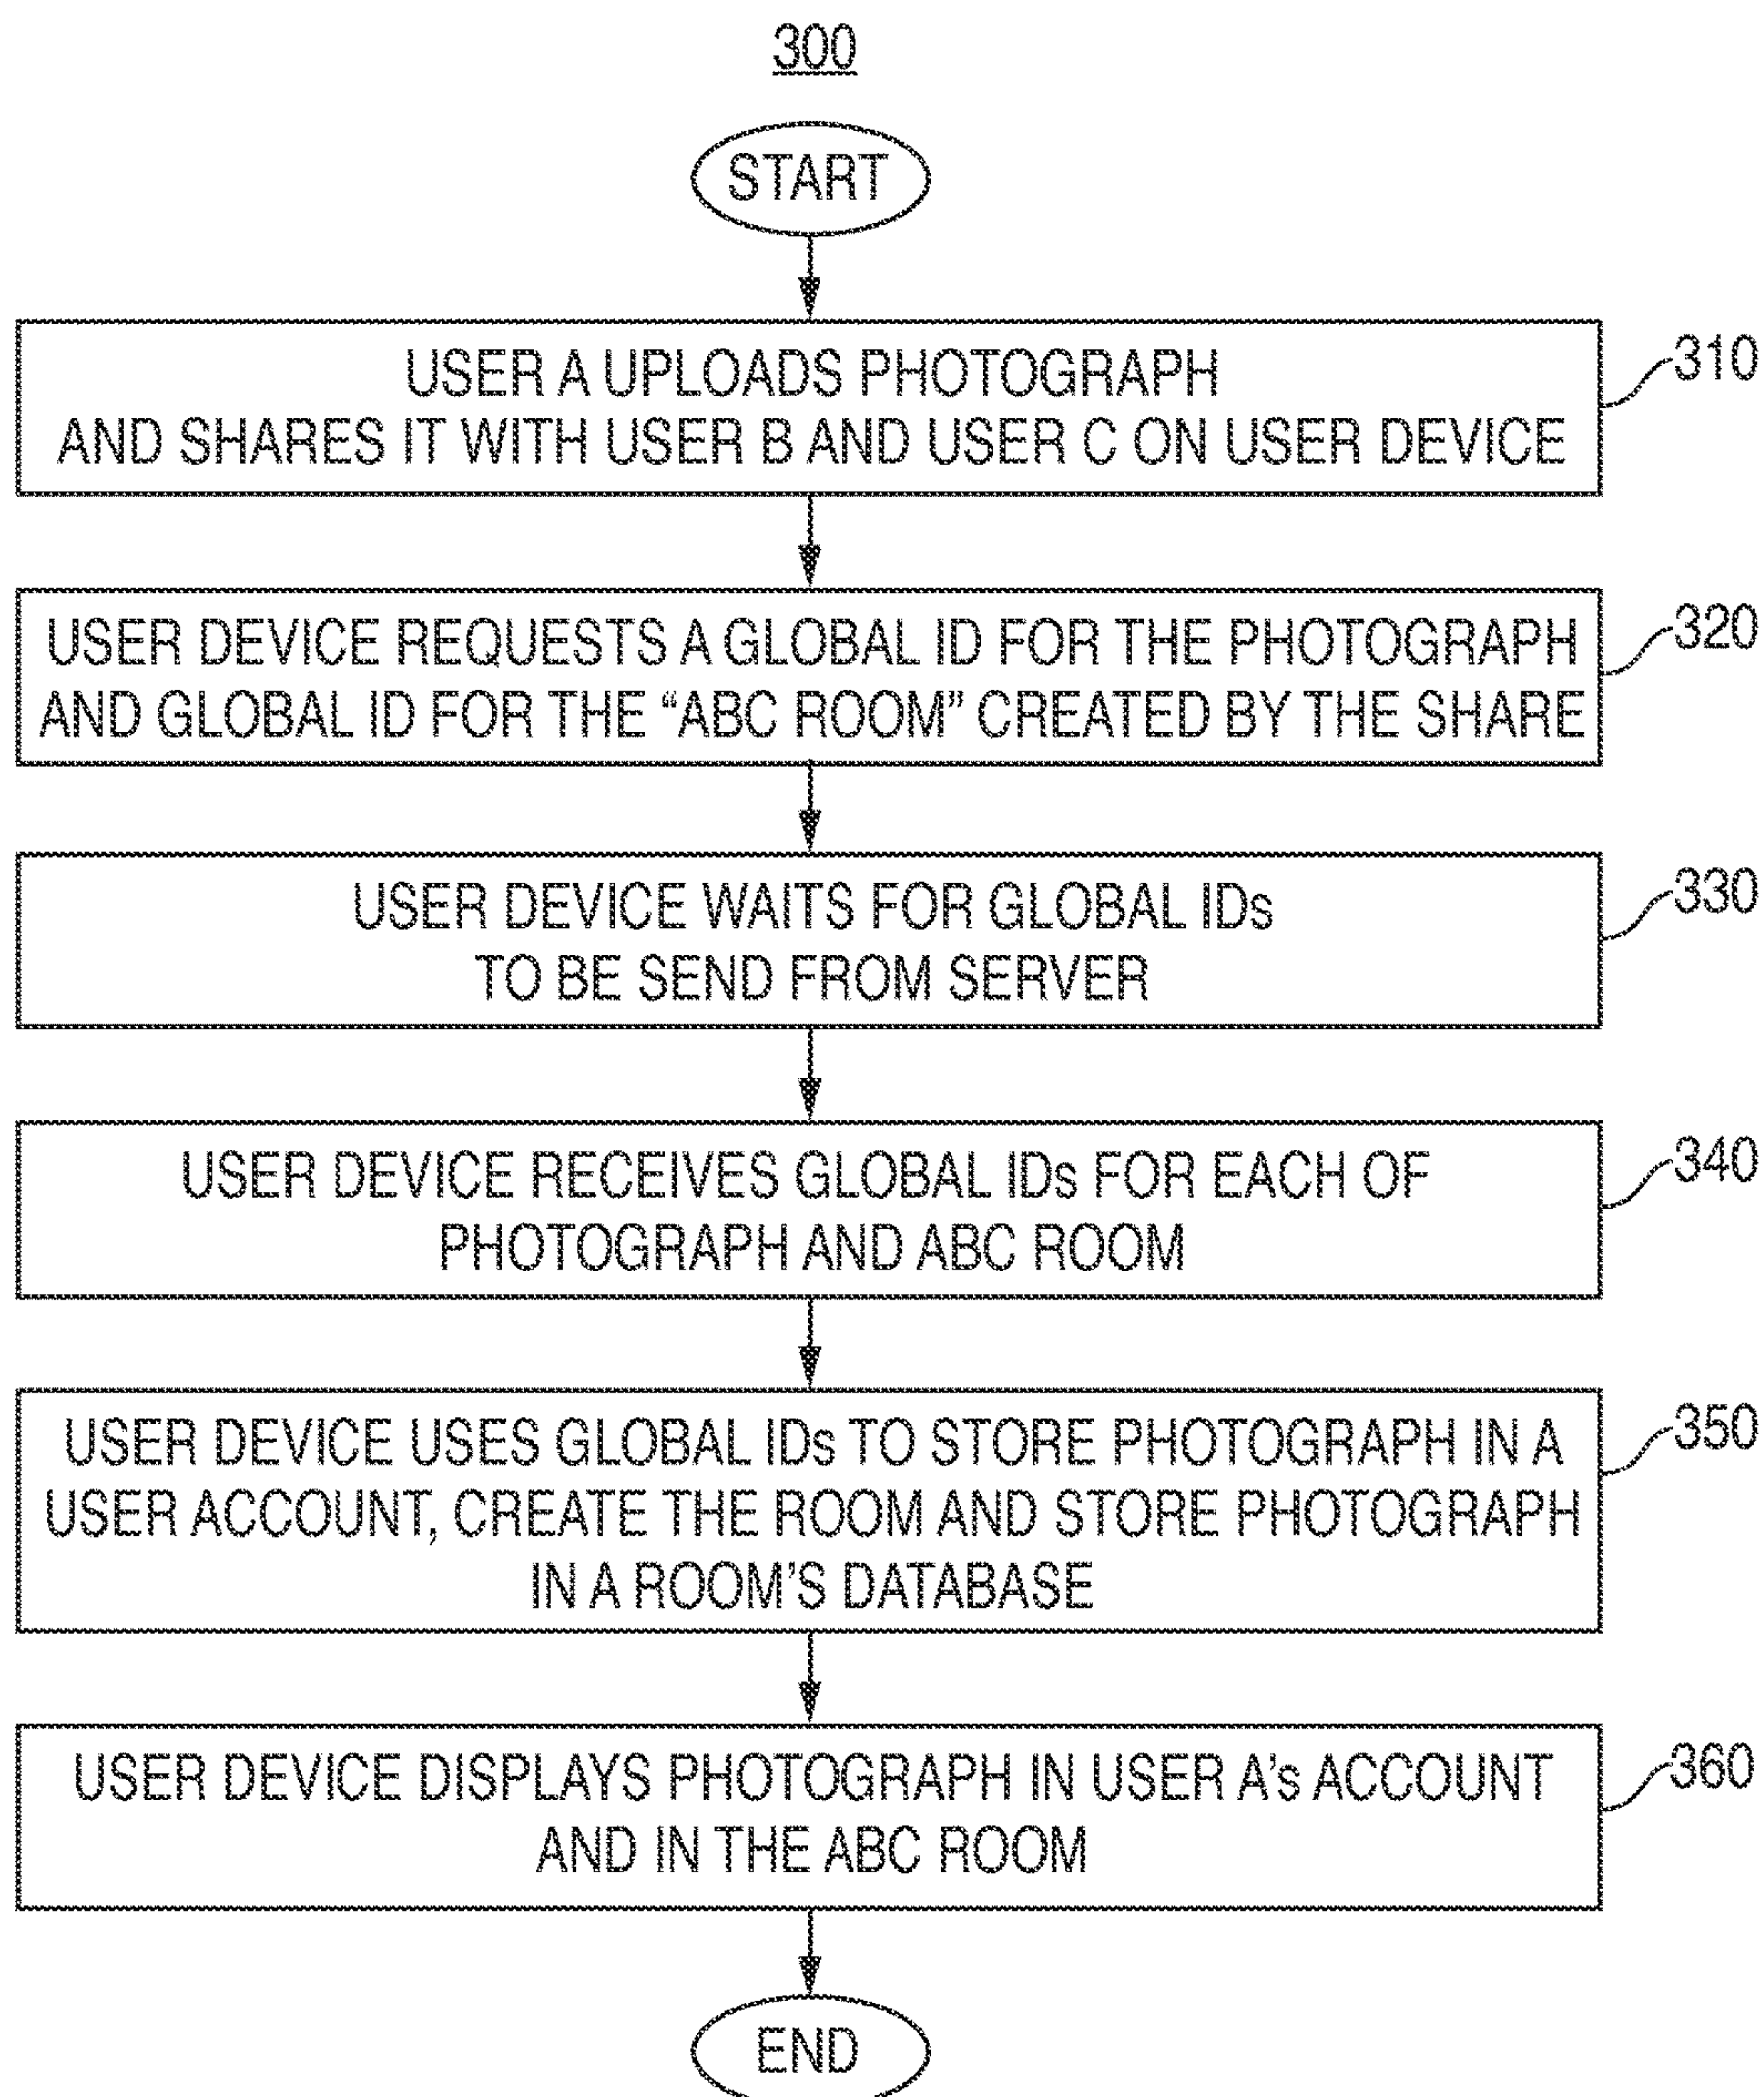 300
START
USER A UPLOADS PHOTOGRAPH
AND SHARES IT WITH USER B AND USER C ON USER DEVICE
310
USER DEVICE REQUESTS A GLOBAL ID FOR THE PHOTOGRAPH
AND GLOBAL ID FOR THE “ABC ROOM” CREATED BY THE SHARE
320
USER DEVICE WAITS FOR GLOBAL IDs
TO BE SEND FROM SERVER
330
USER DEVICE RECEIVES GLOBAL IDs FOR EACH OF
PHOTOGRAPH AND ABC ROOM
340
USER DEVICE USES GLOBAL IDs TO STORE PHOTOGRAPH IN A
USER ACCOUNT, CREATE THE ROOM AND STORE PHOTOGRAPH
IN A ROOM’S DATABASE
350
USER DEVICE DISPLAYS PHOTOGRAPH IN USER A’s ACCOUNT
AND IN THE ABC ROOM
360
END